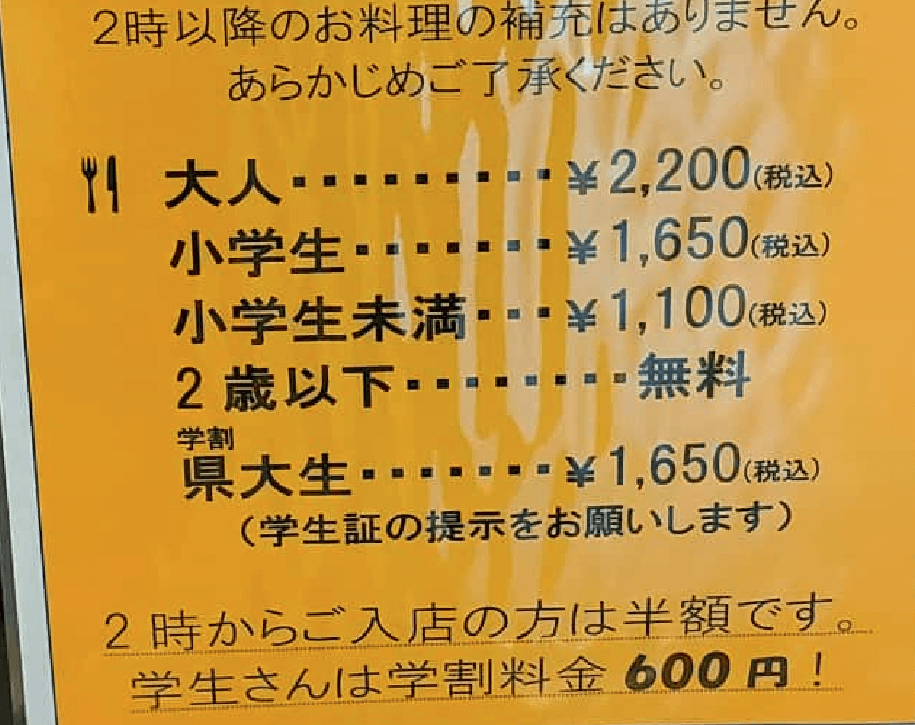 2時以降のお料理の補充はありません。
あらかじめご了承ください。
大人・・・・・・・・・¥2,200(税込)
小学生・・・・・・・¥1,650(税込)
小学生未満・・・¥1,100(税込)
2歳以下・・・・・・・・無料
学割
県大生・・・・・・・¥1,650(税込)
(学生証の提示をお願いします)
2時からご入店の方は半額です。
学生さんは学割料金600円!